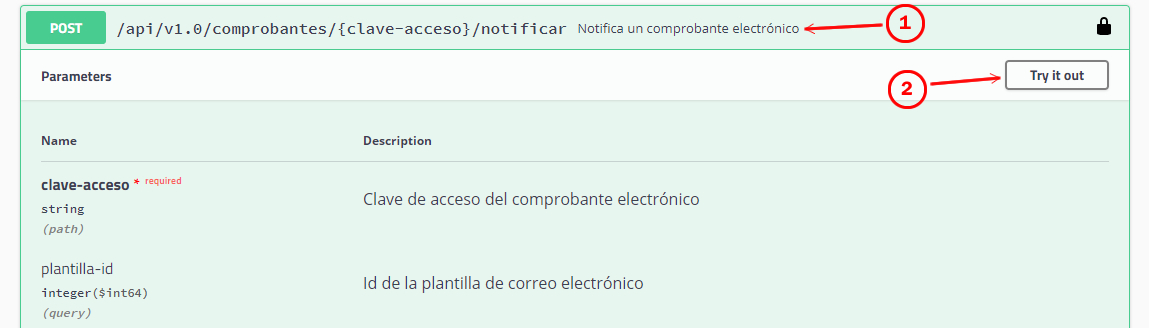 POST /api/v1.0/comprobantes/{clave-acceso}/notificar Notifica un comprobante electrónico 1
Parameters 2 Try it out
Name Description
clave-acceso * required
string
(path)
Clave de acceso del comprobante electrónico
plantilla-id
integer($int64)
(query)
Id de la plantilla de correo electrónico